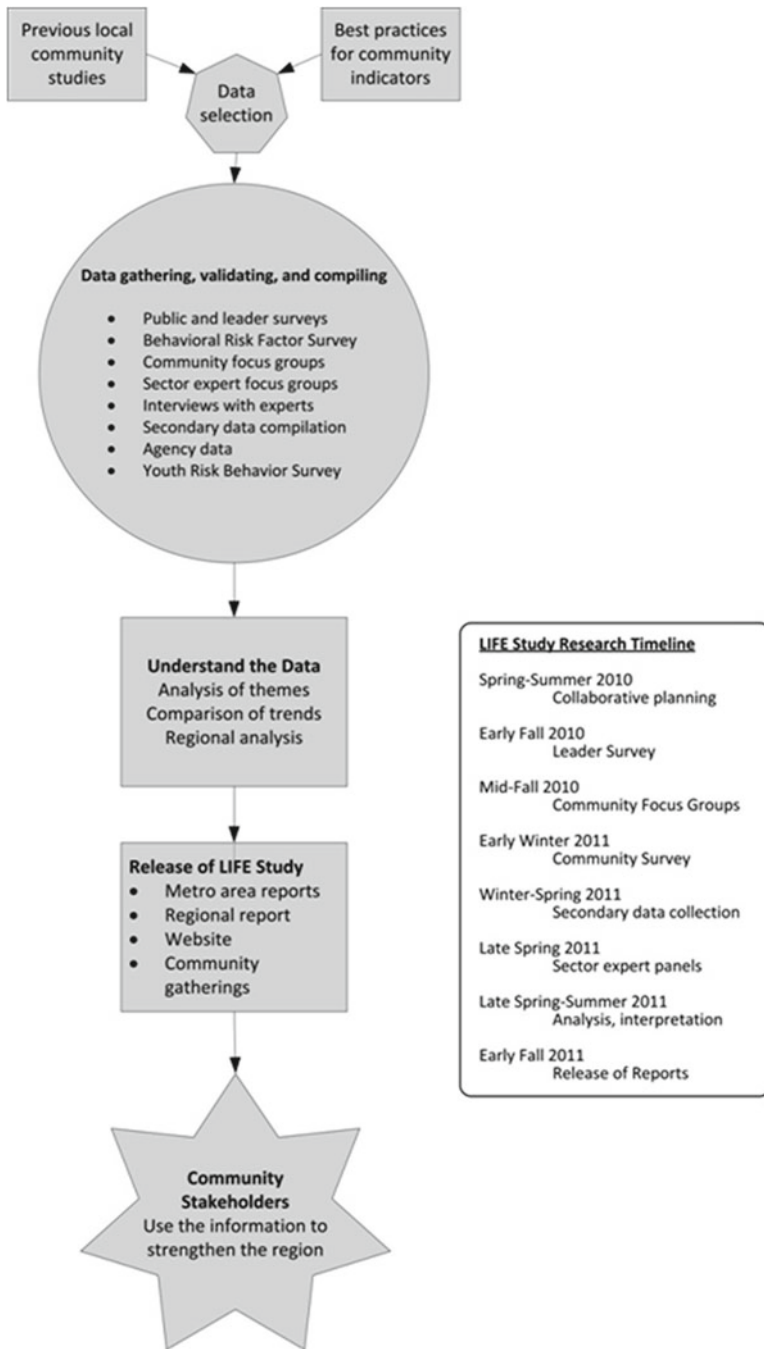 Previous local
community
studies
Best practices
for community
indicators
Data
selection
Data gathering, validating, and compiling
• Public and leader surveys
• Behavioral Risk Factor Survey
• Community focus groups
• Sector expert focus groups
• Interviews with experts
• Secondary data compilation
• Agency data
• Youth Risk Behavior Survey
Understand the Data
Analysis of themes
Comparison of trends
Regional analysis
Release of LIFE Study
• Metro area reports
• Regional report
• Website
• Community
gatherings
Community
Stakeholders
Use the information to
strengthen the region
LIFE Study Research Timeline
Spring-Summer 2010
Collaborative planning
Early Fall 2010
Leader Survey
Mid-Fall 2010
Community Focus Groups
Early Winter 2011
Community Survey
Winter-Spring 2011
Secondary data collection
Late Spring 2011
Sector expert panels
Late Spring-Summer 2011
Analysis, interpretation
Early Fall 2011
Release of Reports